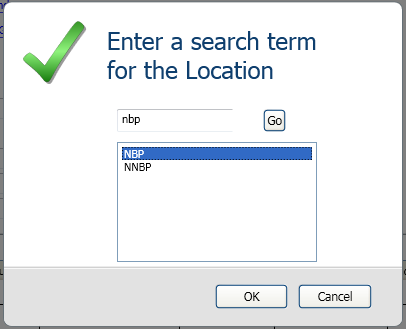 Enter a search term
for the Location
nbp
Go
NBP
NNBP
OK
Cancel